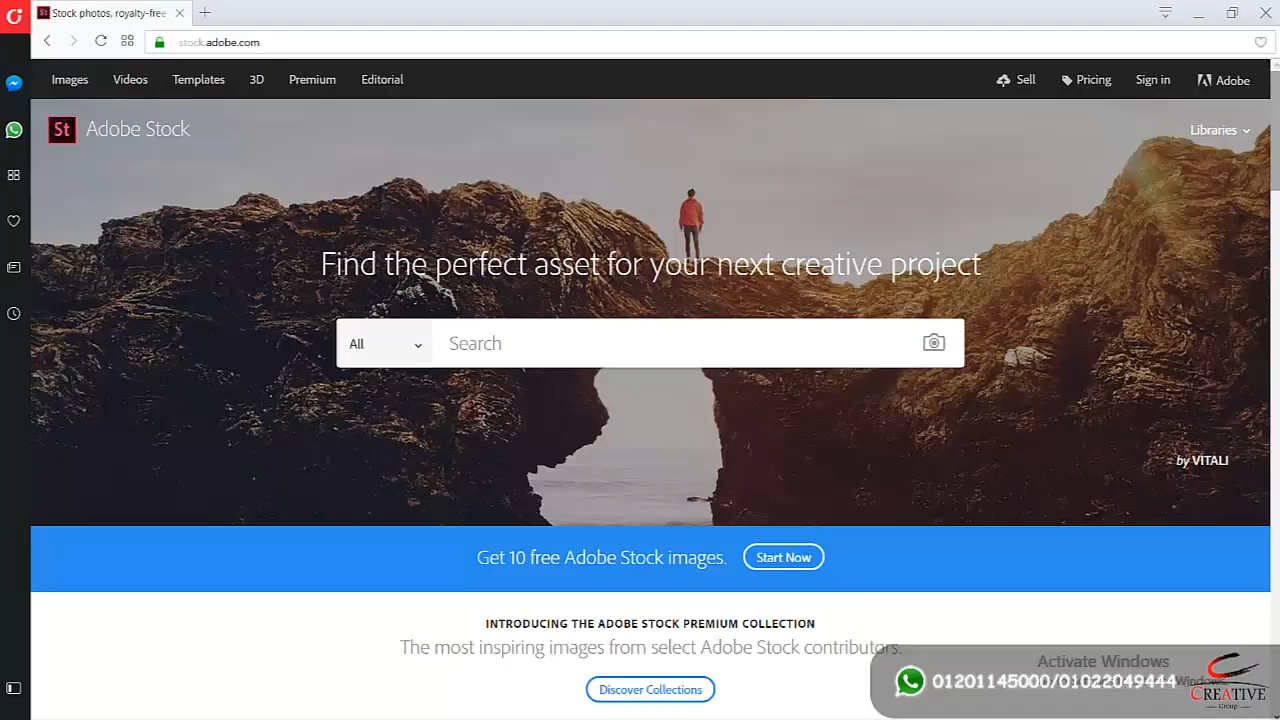 Stock photos, royalty-free
stock.adobe.com
Images Videos Templates 3D Premium Editorial Sell Pricing Sign in Adobe
St Adobe Stock
Libraries
Find the perfect asset for your next creative project
All Search
by VITALI
Get 10 free Adobe Stock images. Start Now
INTRODUCING THE ADOBE STOCK PREMIUM COLLECTION
The most inspiring images from select Adobe Stock contributors.
Discover Collections
Activate Windows
01201145000/01022049444
Windows
CREATIVE
Group